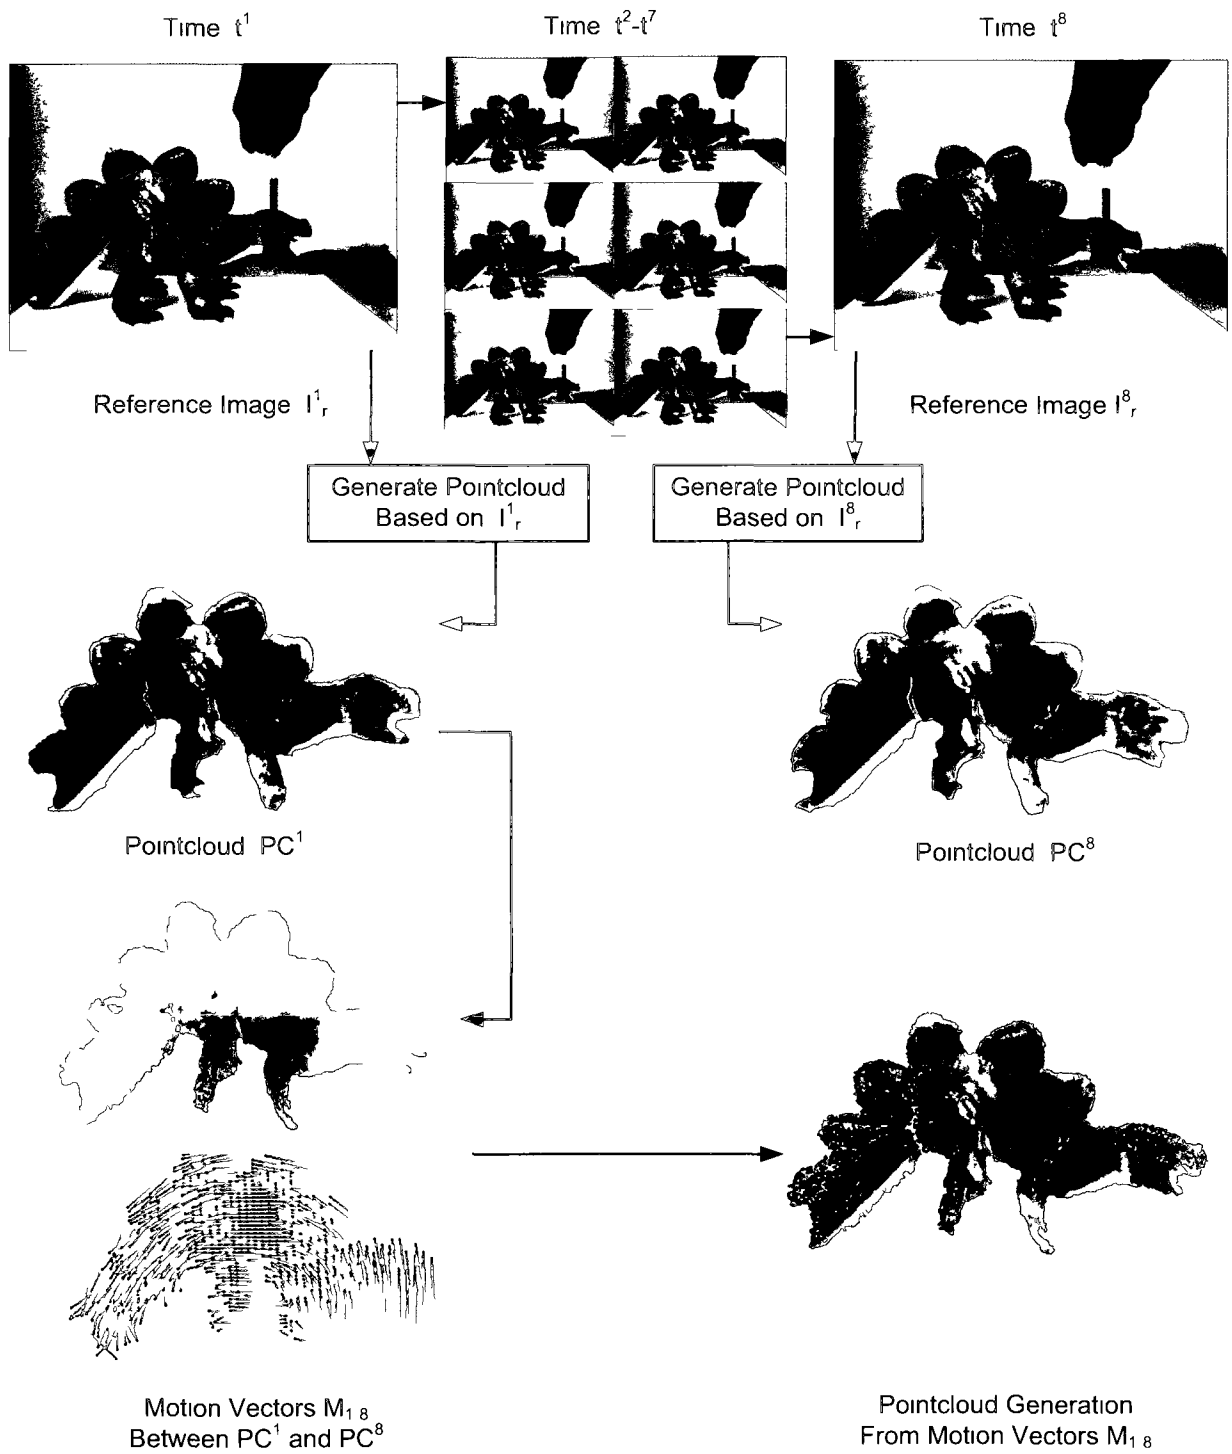 Time t¹
Time t²-t⁷
Time t⁸
Reference Image I¹ᵣ
Reference Image I⁸ᵣ
Generate Pointcloud
Based on I¹ᵣ
Generate Pointcloud
Based on I⁸ᵣ
Pointcloud PC¹
Pointcloud PC⁸
Motion Vectors M₁ ₈
Between PC¹ and PC⁸
Pointcloud Generation
From Motion Vectors M₁ ₈